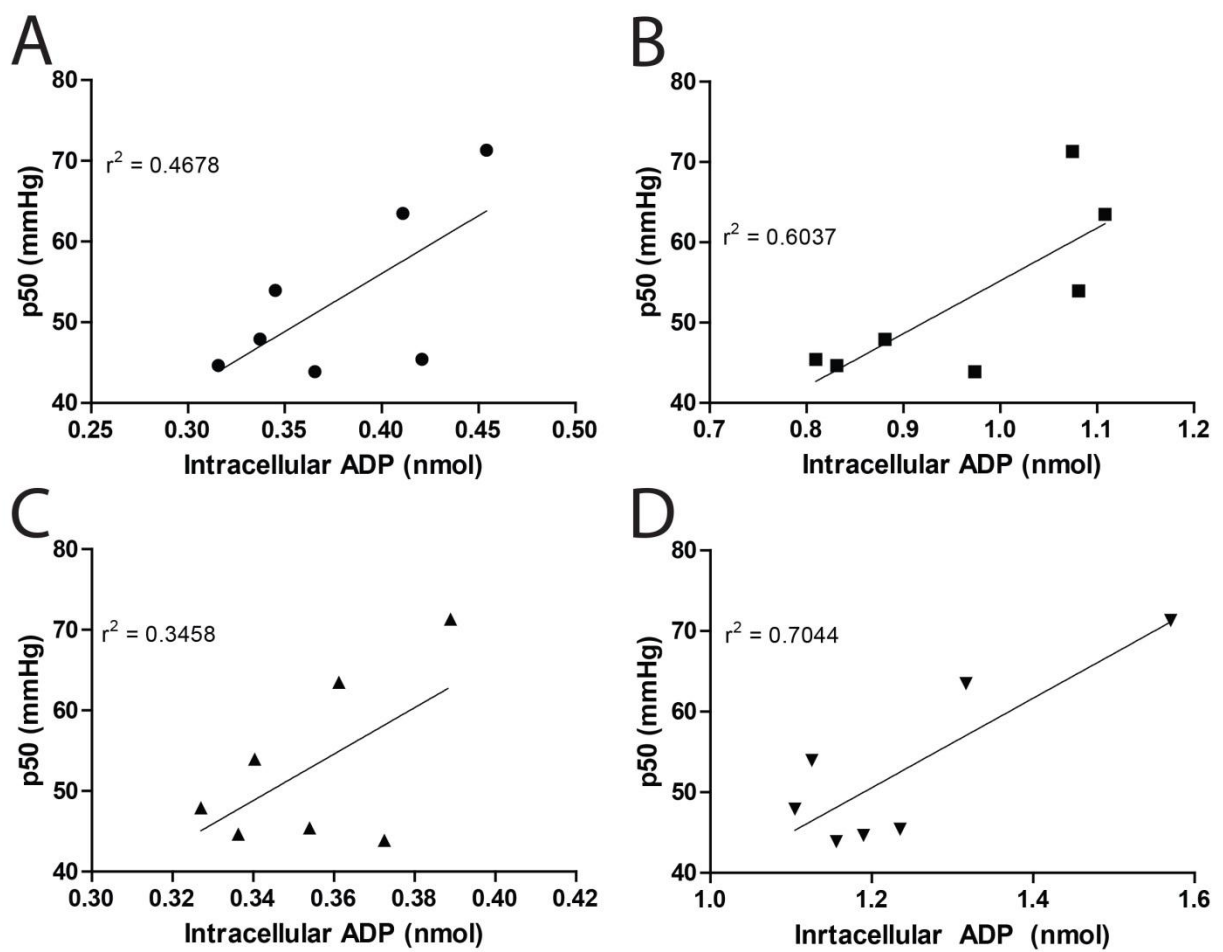 A
80
70
60
50
40
p50 (mmHg)
r² = 0.4678
0.25 0.30 0.35 0.40 0.45 0.50
Intracellular ADP (nmol)
B
80
70
60
50
40
p50 (mmHg)
r² = 0.6037
0.7 0.8 0.9 1.0 1.1 1.2
Intracellular ADP (nmol)
C
80
70
60
50
40
p50 (mmHg)
r² = 0.3458
0.30 0.32 0.34 0.36 0.38 0.40 0.42
Intracellular ADP (nmol)
D
80
70
60
50
40
p50 (mmHg)
r² = 0.7044
1.0 1.2 1.4 1.6
Inrtacellular ADP (nmol)